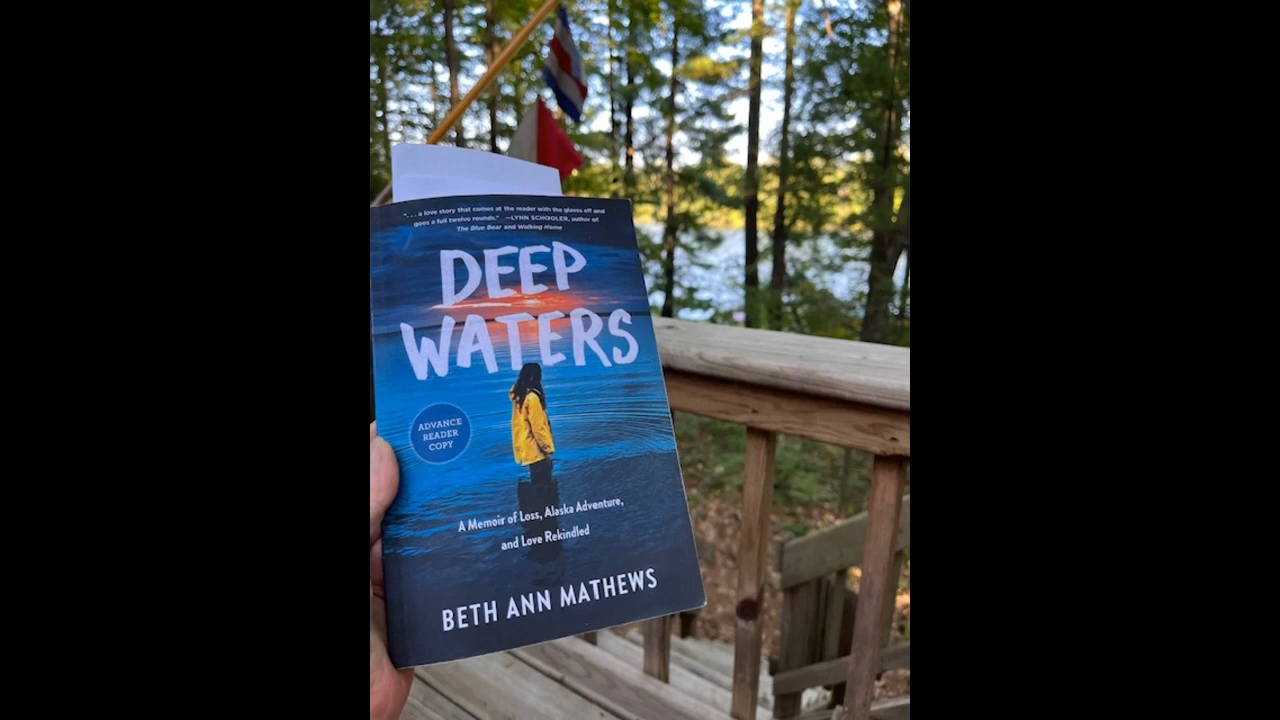 ". . . a love story that comes at the reader with the gloves off and
goes a full twelve rounds." —LYNN SCHOOLER, author of
The Blue Bear and Walking Home
DEEP
WATERS
ADVANCE
READER
COPY
A Memoir of Loss, Alaska Adventure,
and Love Rekindled
BETH ANN MATHEWS